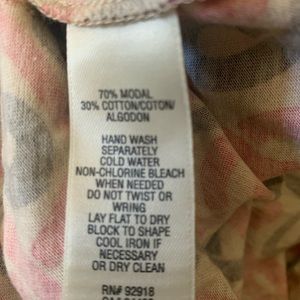 70% MODAL
30% COTTON/COTON/
ALGODON
HAND WASH
SEPARATELY
COLD WATER
NON-CHLORINE BLEACH
WHEN NEEDED
DO NOT TWIST OR
WRING
LAY FLAT TO DRY
BLOCK TO SHAPE
COOL IRON IF
NECESSARY
OR DRY CLEAN
RN# 92918